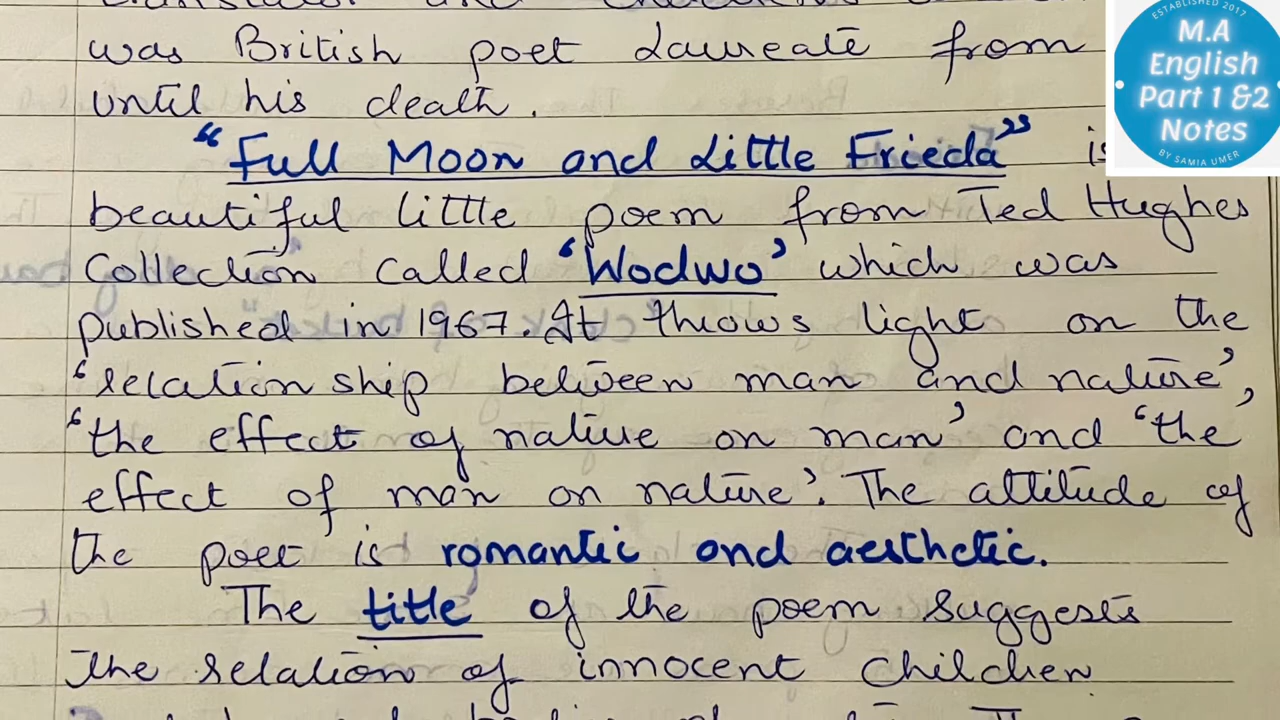 was British poet Laureate from
until his death.
"Full Moon and Little Frieda" is
beautiful little poem from Ted Hughes
Collection called 'Wodwo' which was
published in 1967. It throws light on the
'relation ship between man and nature',
'the effect of nature on man' and 'the
effect of man on nature'. The attitude of
the poet is romantic and aesthetic.
The title of the poem suggests
the relation of innocent children
ESTABLISHED 2017
M.A
English
Part 1 &2
Notes
BY SAMIA UMER